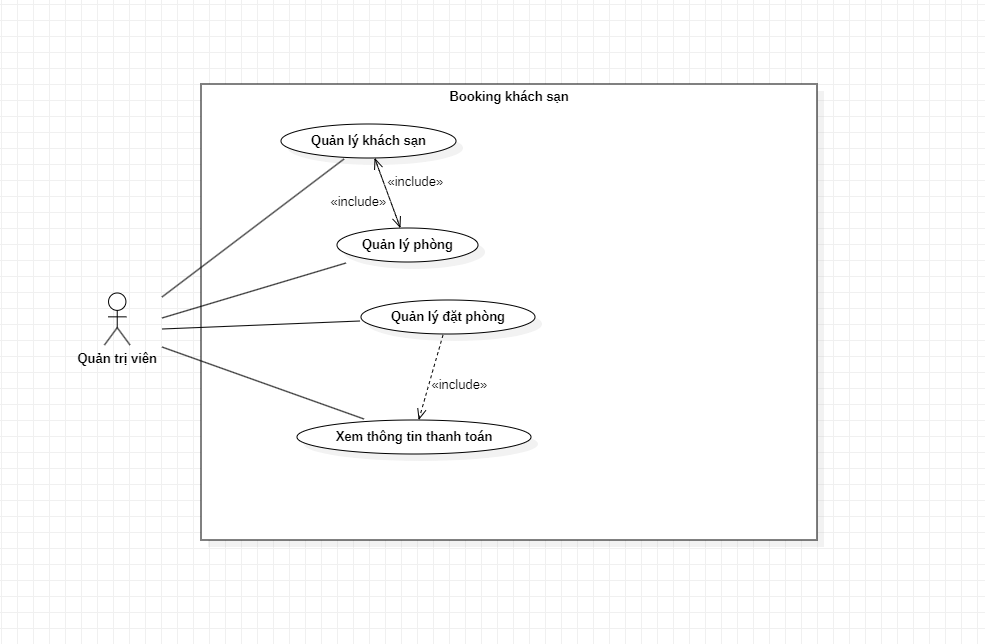 Booking khách sạn
Quản lý khách sạn
«include»
«include»
Quản lý phòng
Quản lý đặt phòng
Quản trị viên
«include»
Xem thông tin thanh toán